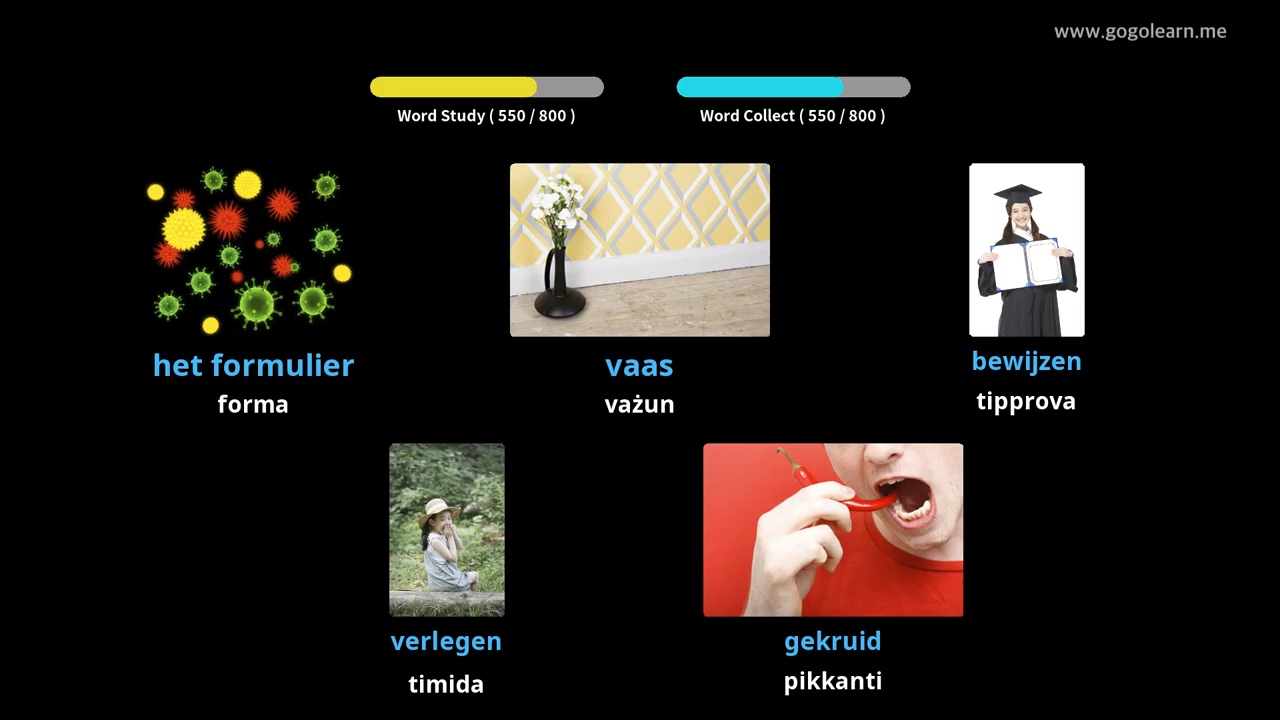 www.gogolearn.me
Word Study ( 550 / 800 )
Word Collect ( 550 / 800 )
het formulier
forma
vaas
vażun
bewijzen
tipprova
verlegen
timida
gekruid
pikkanti